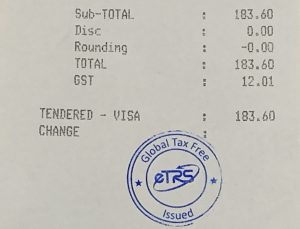 Sub-TOTAL : 183.60
Disc : 0.00
Rounding : -0.00
TOTAL : 183.60
GST : 12.01
TENDERED - VISA : 183.60
CHANGE :
Global Tax Free
eTRS
Issued